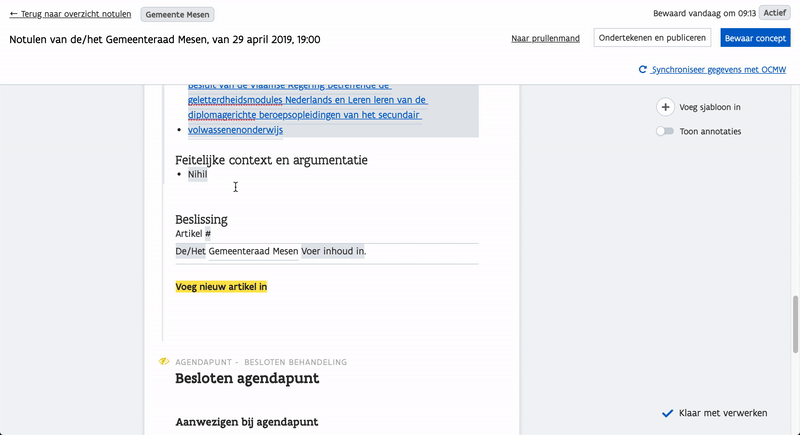 ← Terug naar overzicht notulen
Gemeente Mesen
Bewaard vandaag om 09:13
Actief
Notulen van de/het Gemeenteraad Mesen, van 29 april 2019, 19:00
Naar prullenmand
Ondertekenen en publiceren
Bewaar concept
Synchroniseer gegevens met OCMW
besluit van de Vlaamse Regering betreffende de
geletterdheidsmodules Nederlands en Leren leren van de
diplomagerichte beroepsopleidingen van het secundair
• volwassenenonderwijs
Voeg sjabloon in
Toon annotaties
Feitelijke context en argumentatie
• Nihil
Beslissing
Artikel #
De/Het Gemeenteraad Mesen Voer inhoud in.
Voeg nieuw artikel in
AGENDAPUNT - BESLOTEN BEHANDELING
Besloten agendapunt
Aanwezigen bij agendapunt
Klaar met verwerken